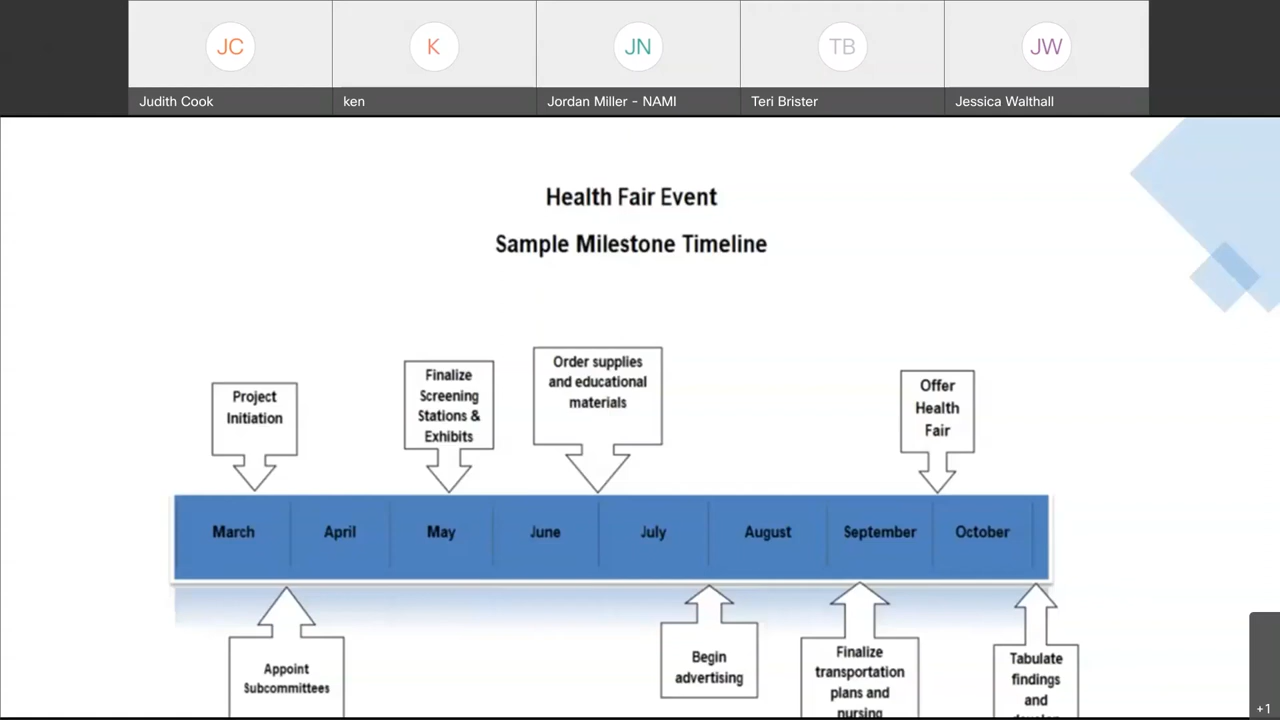 JC
K
JN
TB
JW
Judith Cook
ken
Jordan Miller - NAMI
Teri Brister
Jessica Walthall
Health Fair Event
Sample Milestone Timeline
Project
Initiation
Finalize
Screening
Stations &
Exhibits
Order supplies
and educational
materials
Offer
Health
Fair
March
April
May
June
July
August
September
October
Appoint
Subcommittees
Begin
advertising
Finalize
transportation
plans and
nursing
Tabulate
findings
and
+1